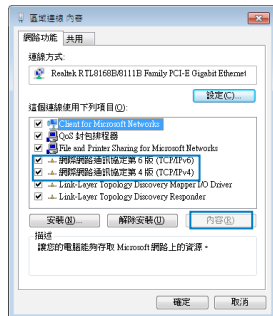 區域連線 內容
網路功能 共用
連線方式:
Realtek RTL8168B/8111B Family PCI-E Gigabit Ethernet
設定(C)...
這個連線使用下列項目(O):
Client for Microsoft Networks
QoS 封包排程器
File and Printer Sharing for Microsoft Networks
網際網路通訊協定第 6 版 (TCP/IPv6)
網際網路通訊協定第 4 版 (TCP/IPv4)
Link-Layer Topology Discovery Mapper I/O Driver
Link-Layer Topology Discovery Responder
安裝(N)... 解除安裝(U) 內容(R)
描述
讓您的電腦能夠存取 Microsoft 網路上的資源。
確定 取消